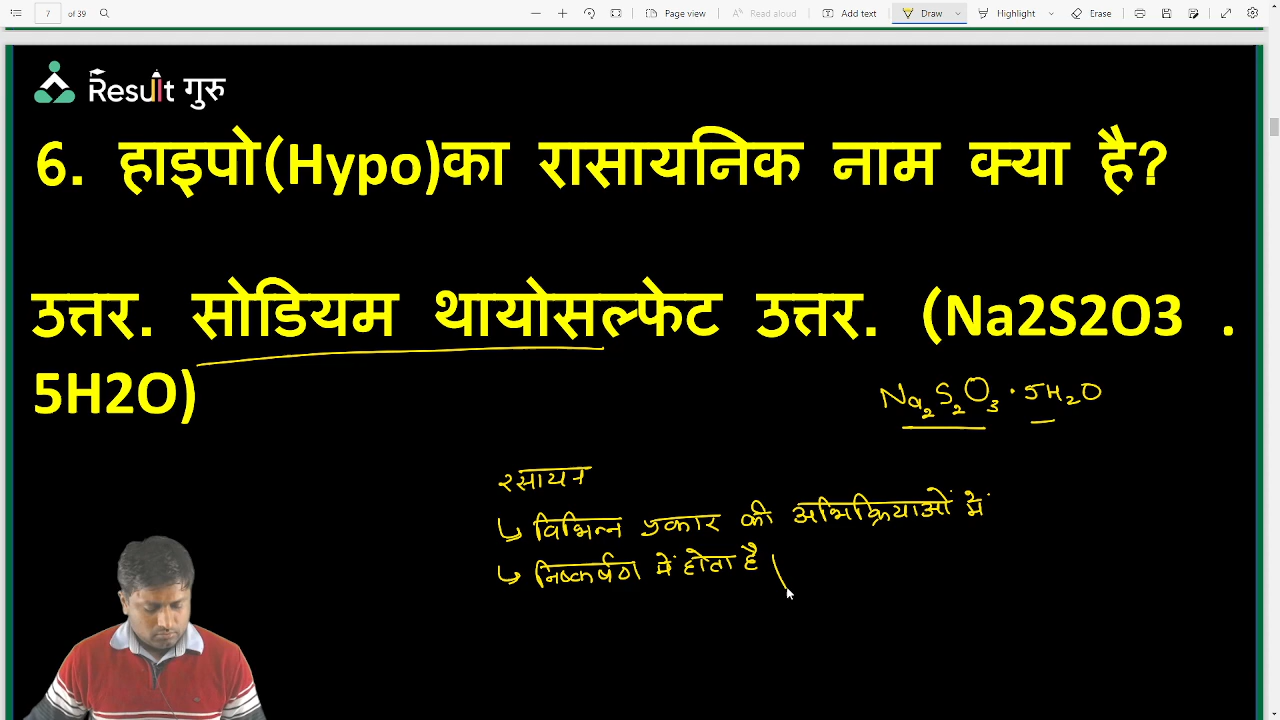 7 of 39 Page view Read aloud Add text Draw Highlight Erase
Result गुरु
6. हाइपो(Hypo)का रासायनिक नाम क्या है?
उत्तर. सोडियम थायोसल्फेट उत्तर. (Na2S2O3 .
5H2O)
Na₂S₂O₃·5H₂O
रसायन
विभिन्न प्रकार की अभिक्रियाओं में
निष्कर्षण में होता है